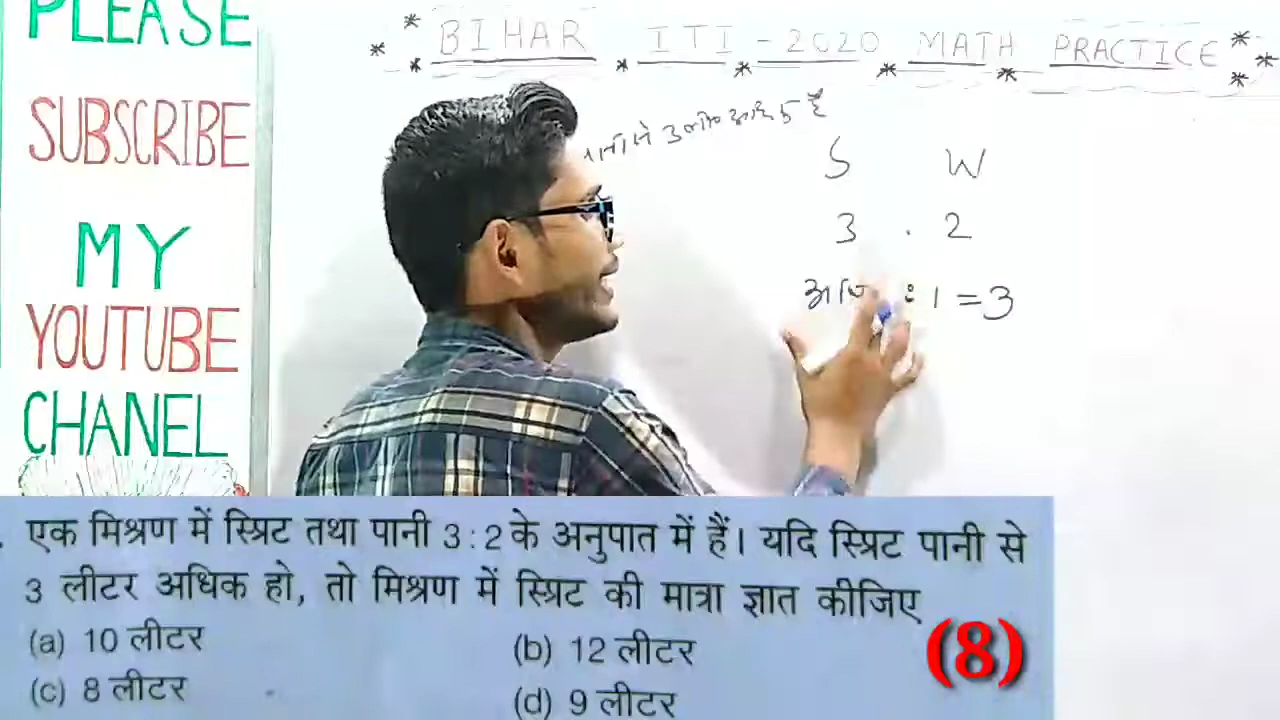 PLEASE
SUBSCRIBE
MY
YOUTUBE
CHANEL
BIHAR ITI - 2020 MATH PRACTICE
S W
3 . 2
: 1 = 3
एक मिश्रण में स्प्रिट तथा पानी 3 : 2 के अनुपात में हैं। यदि स्प्रिट पानी से
3 लीटर अधिक हो, तो मिश्रण में स्प्रिट की मात्रा ज्ञात कीजिए
(a) 10 लीटर (b) 12 लीटर
(c) 8 लीटर (d) 9 लीटर
(8)